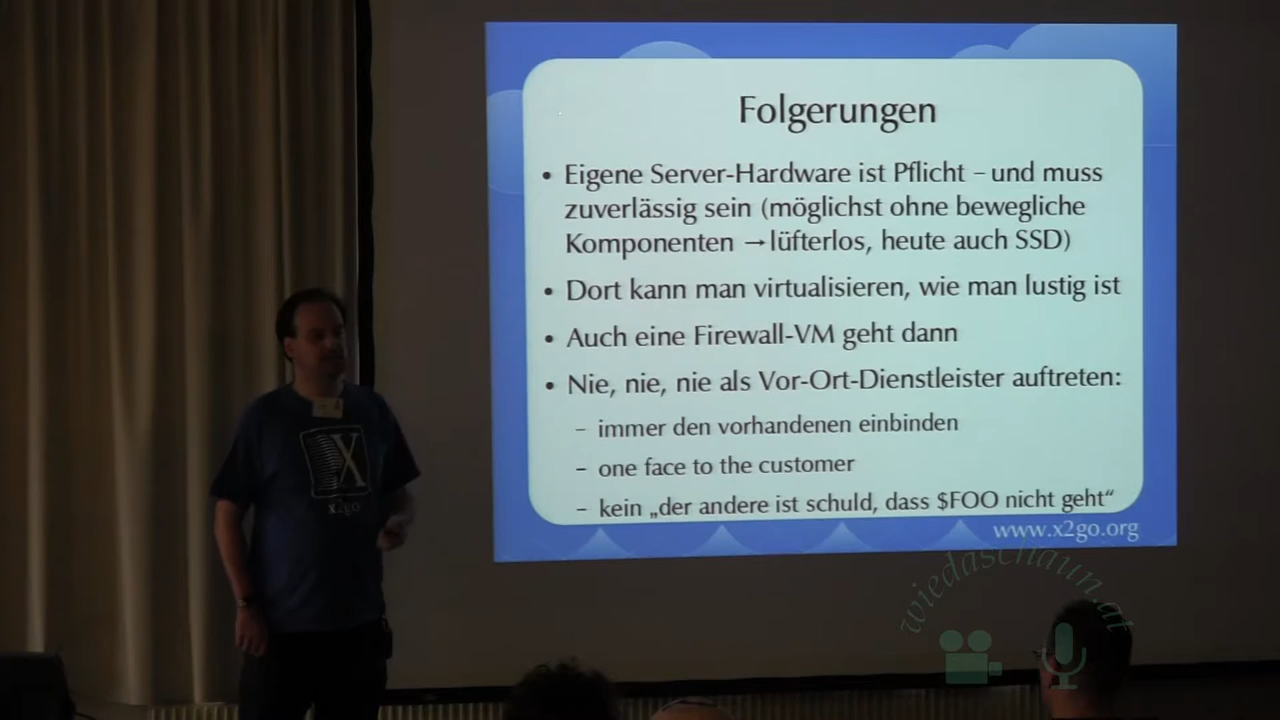 Folgerungen
• Eigene Server-Hardware ist Pflicht – und muss
zuverlässig sein (möglichst ohne bewegliche
Komponenten →lüfterlos, heute auch SSD)
• Dort kann man virtualisieren, wie man lustig ist
• Auch eine Firewall-VM geht dann
• Nie, nie, nie als Vor-Ort-Dienstleister auftreten:
– immer den vorhandenen einbinden
– one face to the customer
– kein „der andere ist schuld, dass $FOO nicht geht“
www.x2go.org
X
x2go
wiedaschaun.at